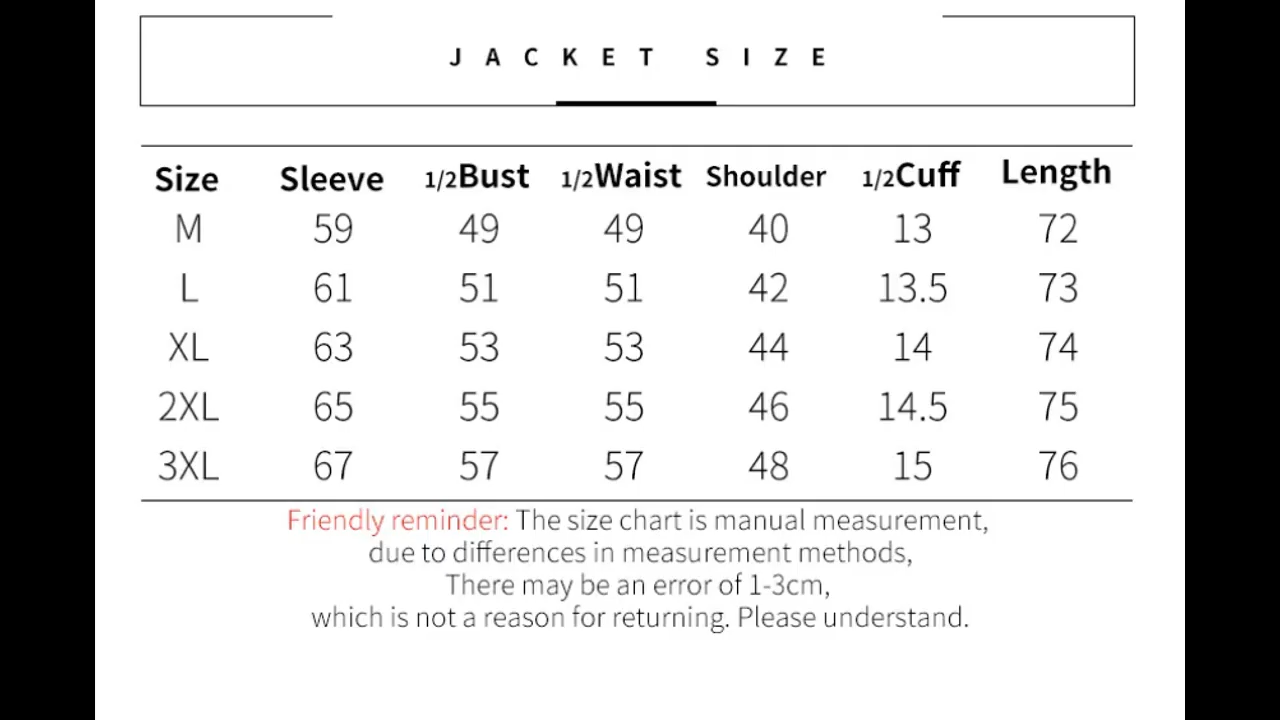 JACKET SIZE
Size Sleeve 1/2Bust 1/2Waist Shoulder 1/2Cuff Length
M 59 49 49 40 13 72
L 61 51 51 42 13.5 73
XL 63 53 53 44 14 74
2XL 65 55 55 46 14.5 75
3XL 67 57 57 48 15 76
Friendly reminder: The size chart is manual measurement,
due to differences in measurement methods,
There may be an error of 1-3cm,
which is not a reason for returning. Please understand.